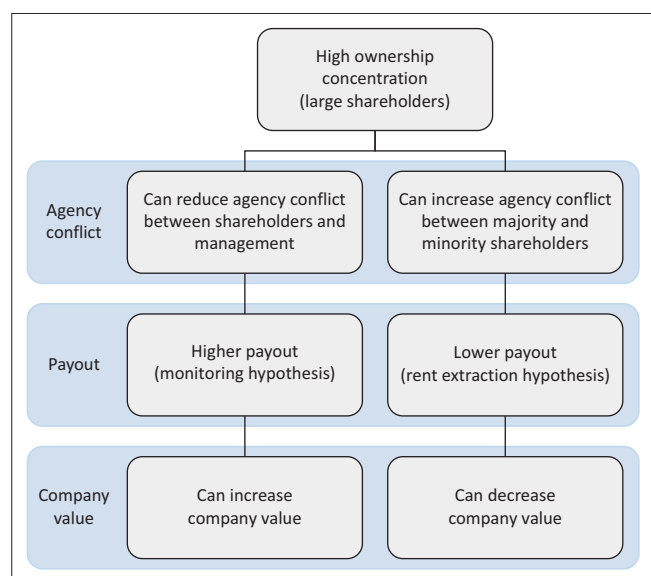 High ownership
concentration
(large shareholders)
Agency
conflict
Can reduce agency conflict
between shareholders and
management
Can increase agency conflict
between majority and
minority shareholders
Payout
Higher payout
(monitoring hypothesis)
Lower payout
(rent extraction hypothesis)
Company
value
Can increase
company value
Can decrease
company value